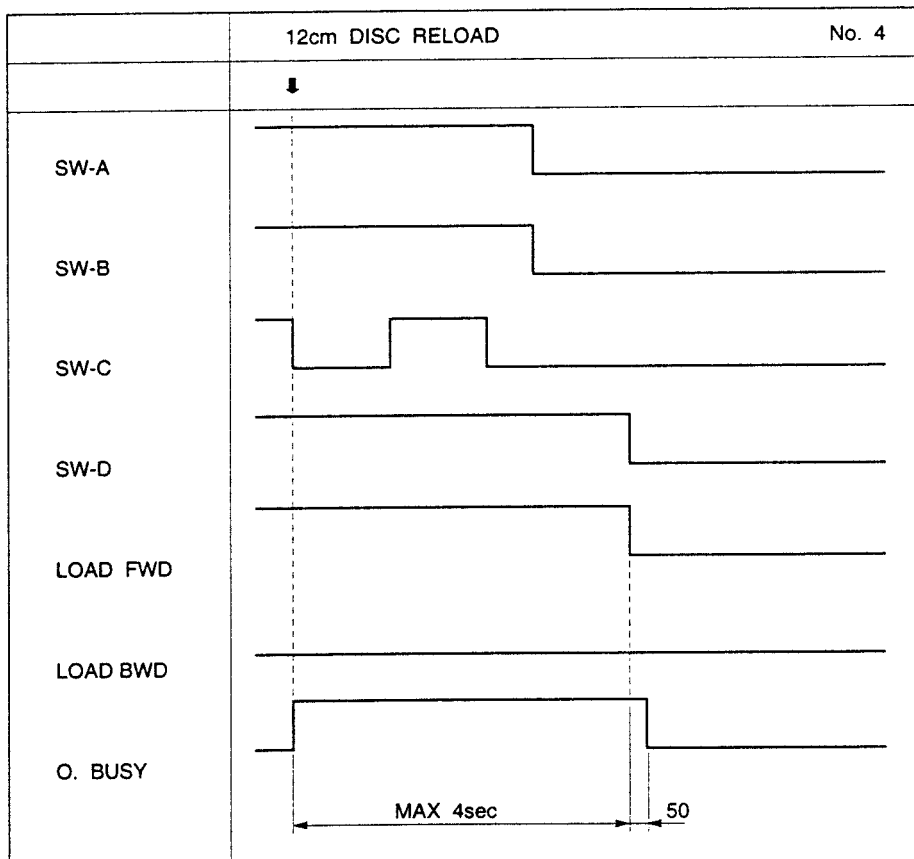 12cm DISC RELOAD No. 4
SW-A
SW-B
SW-C
SW-D
LOAD FWD
LOAD BWD
O. BUSY
MAX 4sec 50